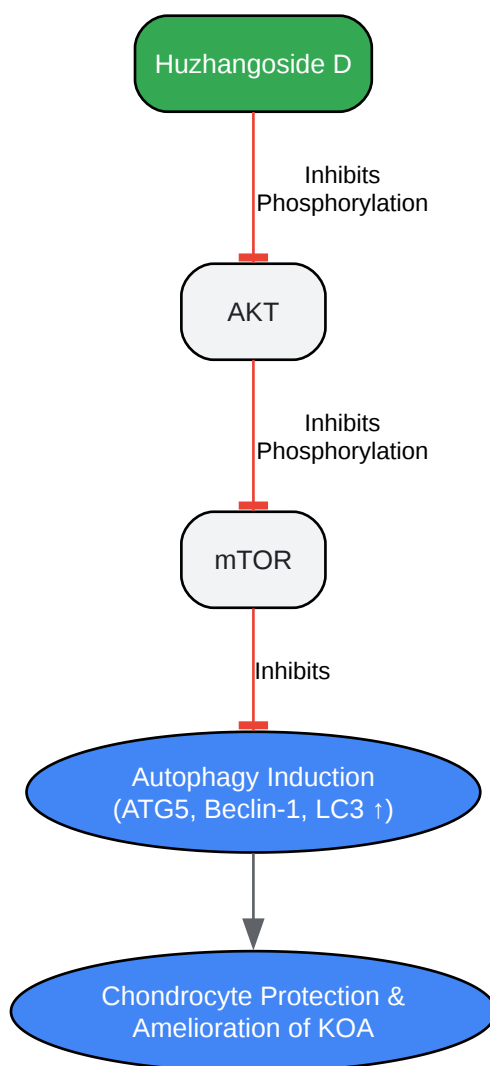 Huzhangoside D
Inhibits
Phosphorylation
AKT
Inhibits
Phosphorylation
mTOR
Inhibits
Autophagy Induction
(ATG5, Beclin-1, LC3 ↑)
Chondrocyte Protection &
Amelioration of KOA